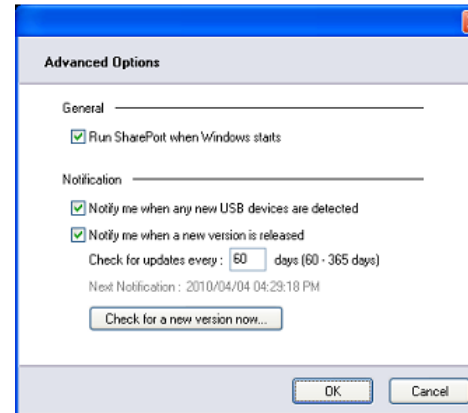 Advanced Options
General
Run SharePort when Windows starts
Notification
Notify me when any new USB devices are detected
Notify me when a new version is released
Check for updates every : 60 days (60 - 365 days)
Next Notification : 2010/04/04 04:29:18 PM
Check for a new version now...
OK Cancel